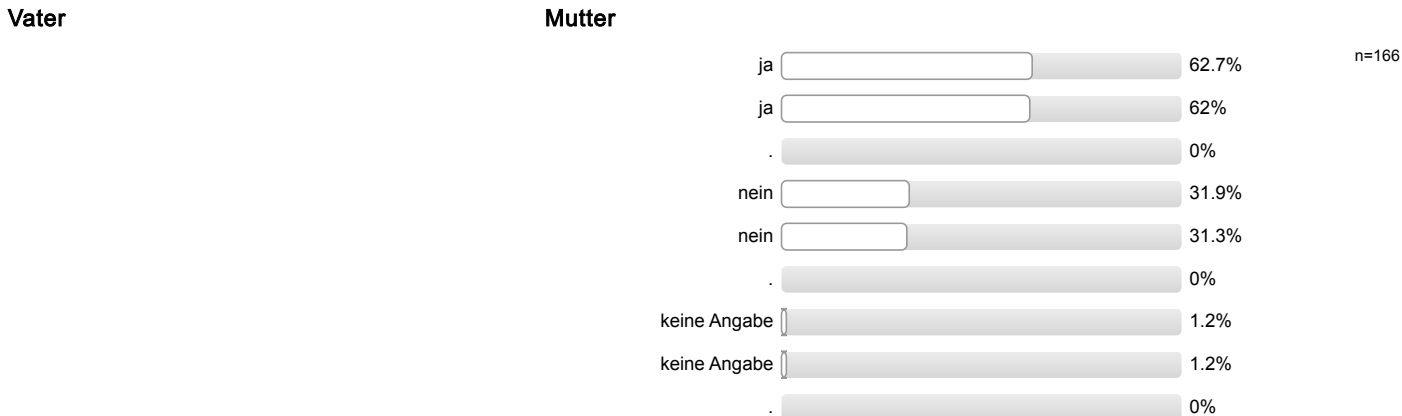 Vater Mutter
ja 62.7% n=166
ja 62%
. 0%
nein 31.9%
nein 31.3%
. 0%
keine Angabe 1.2%
keine Angabe 1.2%
. 0%